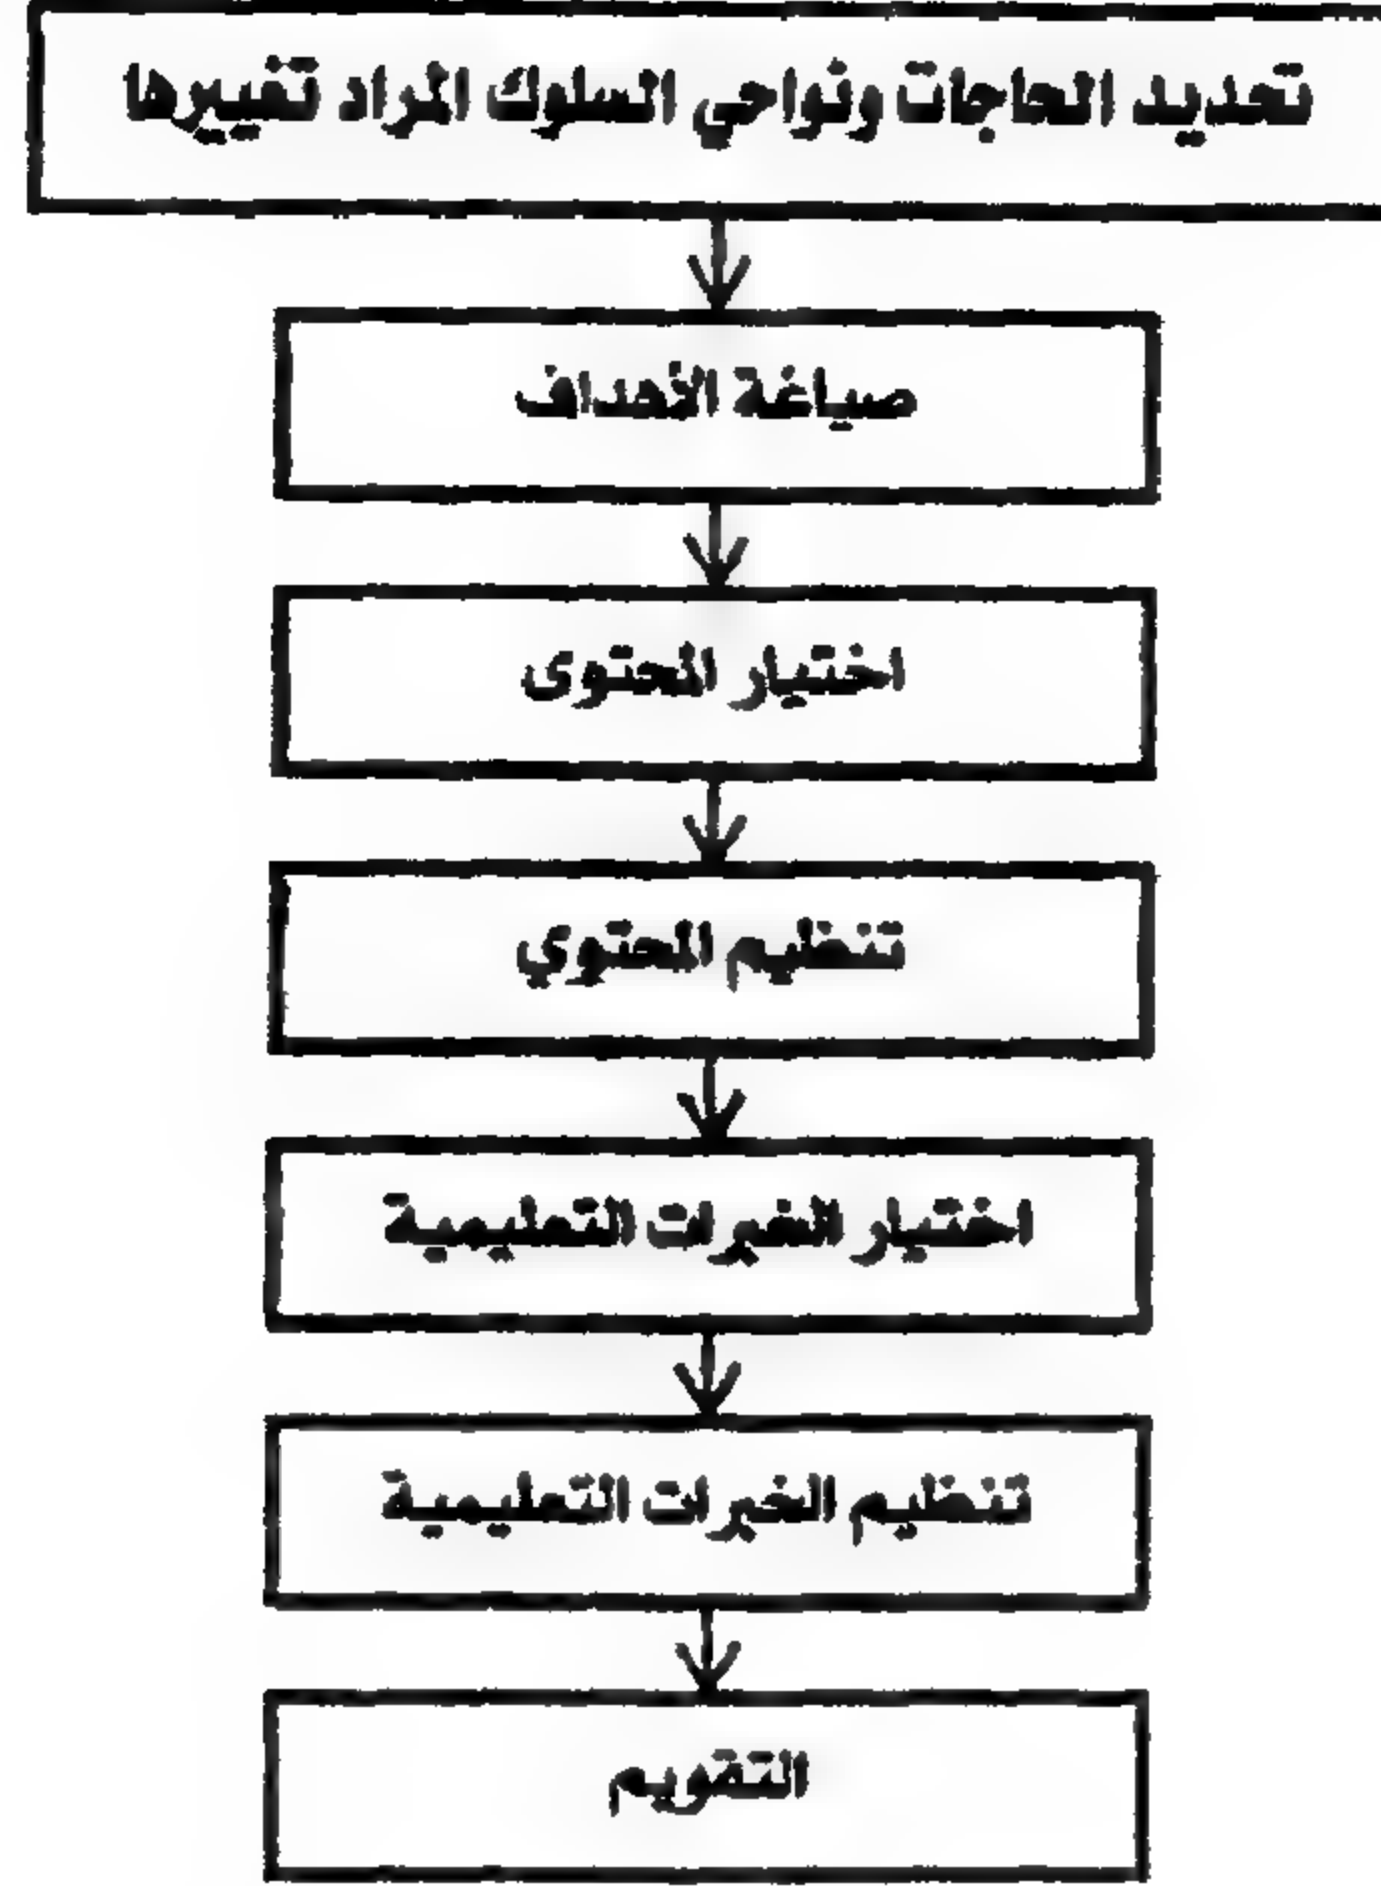 تحديد الحاجات ونواحي السلوك المراد تغييرها
صياغة الأهداف
اختيار المحتوى
تنظيم المحتوي
اختيار الخبرات التعليمية
تنظيم الخبرات التعليمية
التقويم